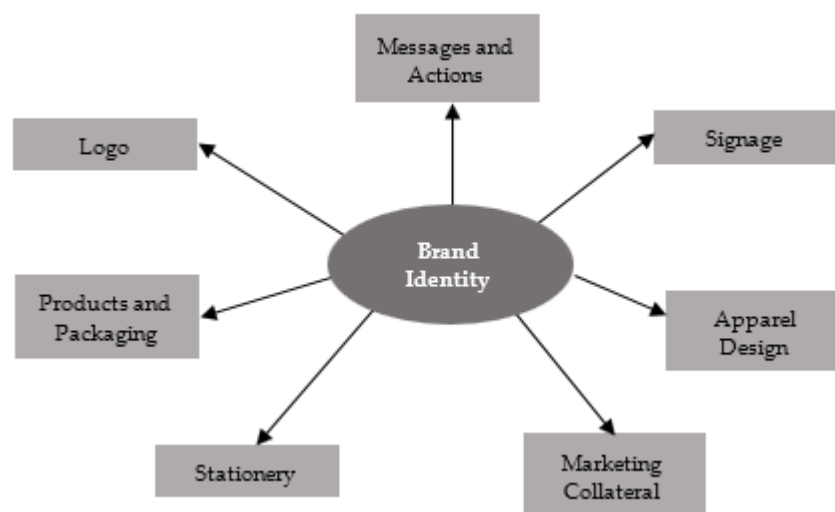 Messages and
Actions
Logo
Signage
Brand
Identity
Products and
Packaging
Apparel
Design
Stationery
Marketing
Collateral